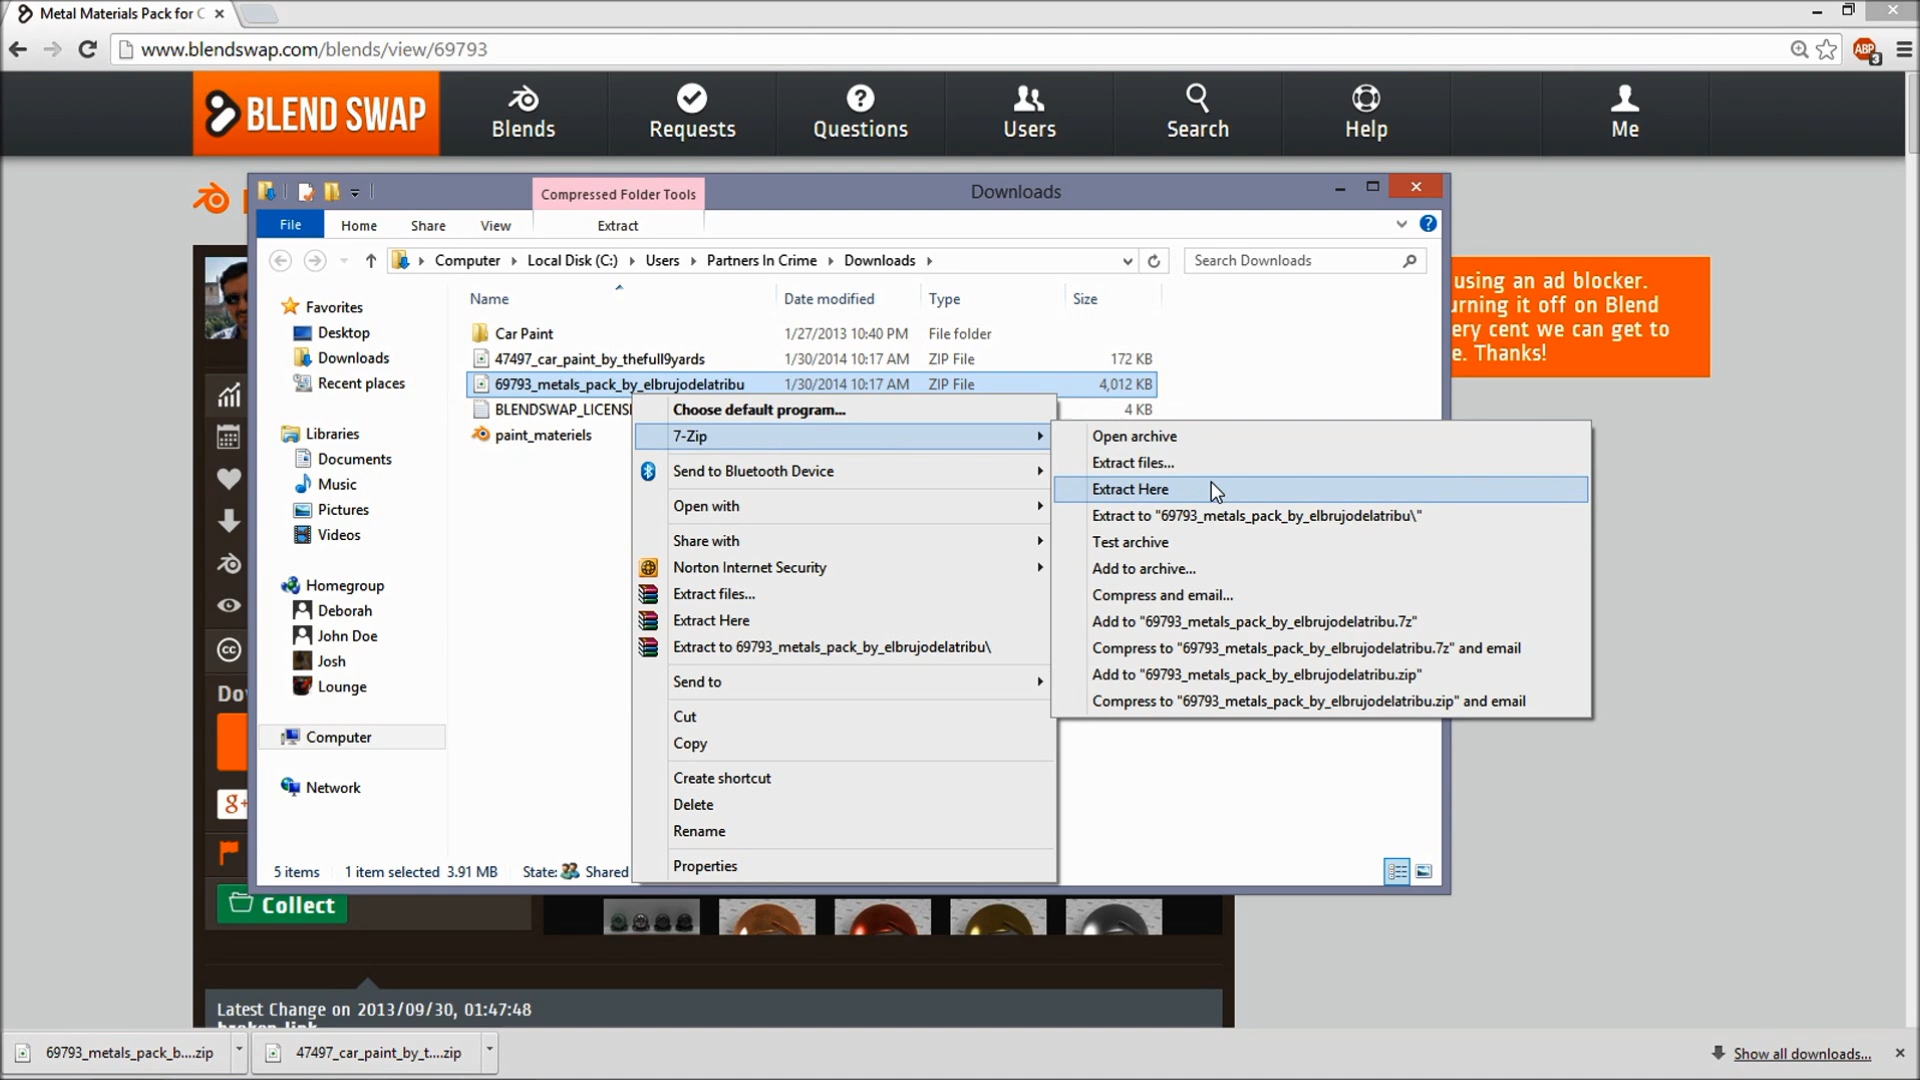 Metal Materials Pack for C
www.blendswap.com/blends/view/69793
ABP
3
BLEND SWAP
Blends
Requests
Questions
Users
Search
Help
Me
Compressed Folder Tools
Downloads
File
Home
Share
View
Extract
Computer
Local Disk (C:)
Users
Partners In Crime
Downloads
Search Downloads
using an ad blocker.
urning it off on Blend
ery cent we can get to
e. Thanks!
Name
Date modified
Type
Size
Favorites
Desktop
Downloads
Recent places
Libraries
Documents
Music
Pictures
Videos
Homegroup
Deborah
John Doe
Josh
Lounge
Computer
Network
Car Paint 1/27/2013 10:40 PM File folder
47497_car_paint_by_thefull9yards 1/30/2014 10:17 AM ZIP File 172 KB
69793_metals_pack_by_elbrujodelatribu 1/30/2014 10:17 AM ZIP File 4,012 KB
BLENDSWAP_LICENS 4 KB
paint_materiels
Choose default program...
7-Zip
Send to Bluetooth Device
Open with
Share with
Norton Internet Security
Extract files...
Extract Here
Extract to 69793_metals_pack_by_elbrujodelatribu\
Send to
Cut
Copy
Create shortcut
Delete
Rename
Properties
Open archive
Extract files...
Extract Here
Extract to "69793_metals_pack_by_elbrujodelatribu\"
Test archive
Add to archive...
Compress and email...
Add to "69793_metals_pack_by_elbrujodelatribu.7z"
Compress to "69793_metals_pack_by_elbrujodelatribu.7z" and email
Add to "69793_metals_pack_by_elbrujodelatribu.zip"
Compress to "69793_metals_pack_by_elbrujodelatribu.zip" and email
cc
Do
g+
5 items 1 item selected 3.91 MB State: Shared
Collect
Latest Change on 2013/09/30, 01:47:48
broken link
69793_metals_pack_b....zip
47497_car_paint_by_t....zip
Show all downloads...